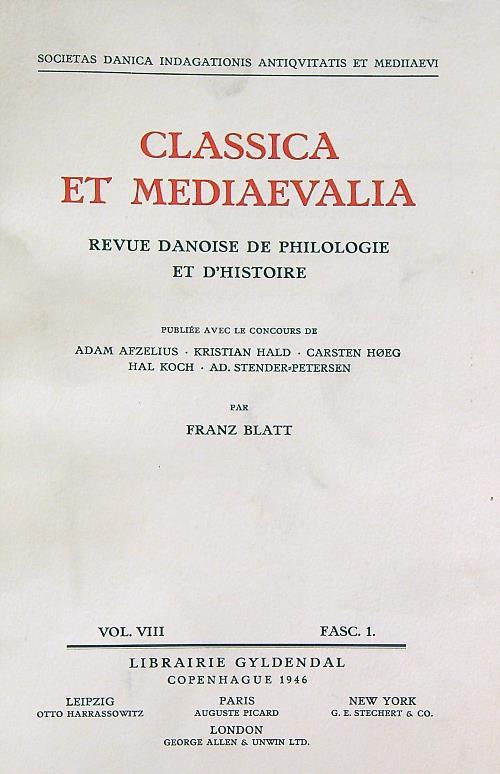 SOCIETAS DANICA INDAGATIONIS ANTIQVITATIS ET MEDIIAEVI
CLASSICA
ET MEDIAEVALIA
REVUE DANOISE DE PHILOLOGIE
ET D'HISTOIRE
PUBLIÉE AVEC LE CONCOURS DE
ADAM AFZELIUS · KRISTIAN HALD · CARSTEN HØEG
HAL KOCH · AD. STENDER-PETERSEN
PAR
FRANZ BLATT
VOL. VIII FASC. 1.
LIBRAIRIE GYLDENDAL
COPENHAGUE 1946
LEIPZIG PARIS NEW YORK
OTTO HARRASSOWITZ AUGUSTE PICARD G. E. STECHERT & CO.
LONDON
GEORGE ALLEN & UNWIN LTD.